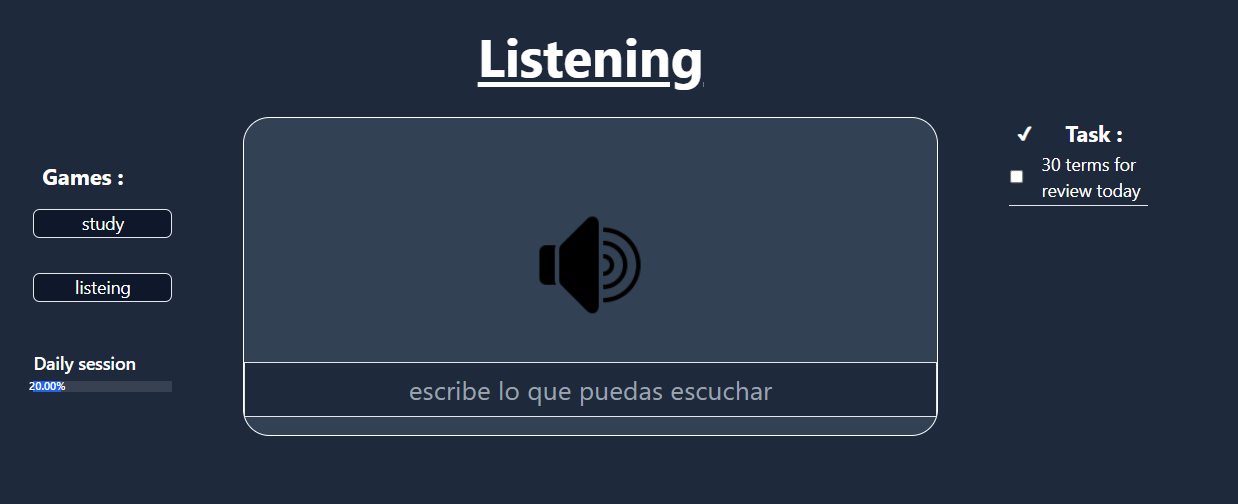 Listening
Games :
study
listeing
Daily session
20.00%
escribe lo que puedas escuchar
✔ Task :
30 terms for
review today